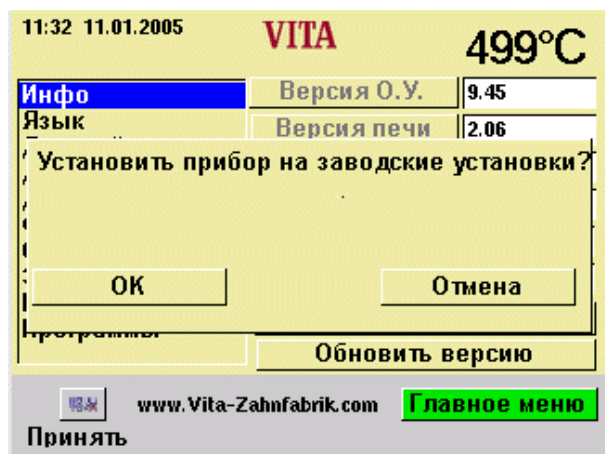 11:32 11.01.2005
VITA
499°C
Инфо
Версия О.У.
9.45
Язык
Версия печи
2.06
Установить прибор на заводские установки?
ОК
Отмена
Программы
Обновить версию
www.Vita-Zahnfabrik.com
Главное меню
Принять